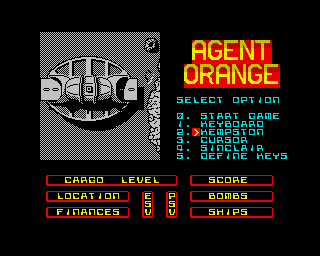 AGENT
ORANGE
SELECT OPTION
0. START GAME
1. KEYBOARD
2. KEMPSTON
3. CURSOR
4. SINCLAIR
5. DEFINE KEYS
CARGO LEVEL
SCORE
LOCATION
ESV
PSV
BOMBS
FINANCES
SHIPS